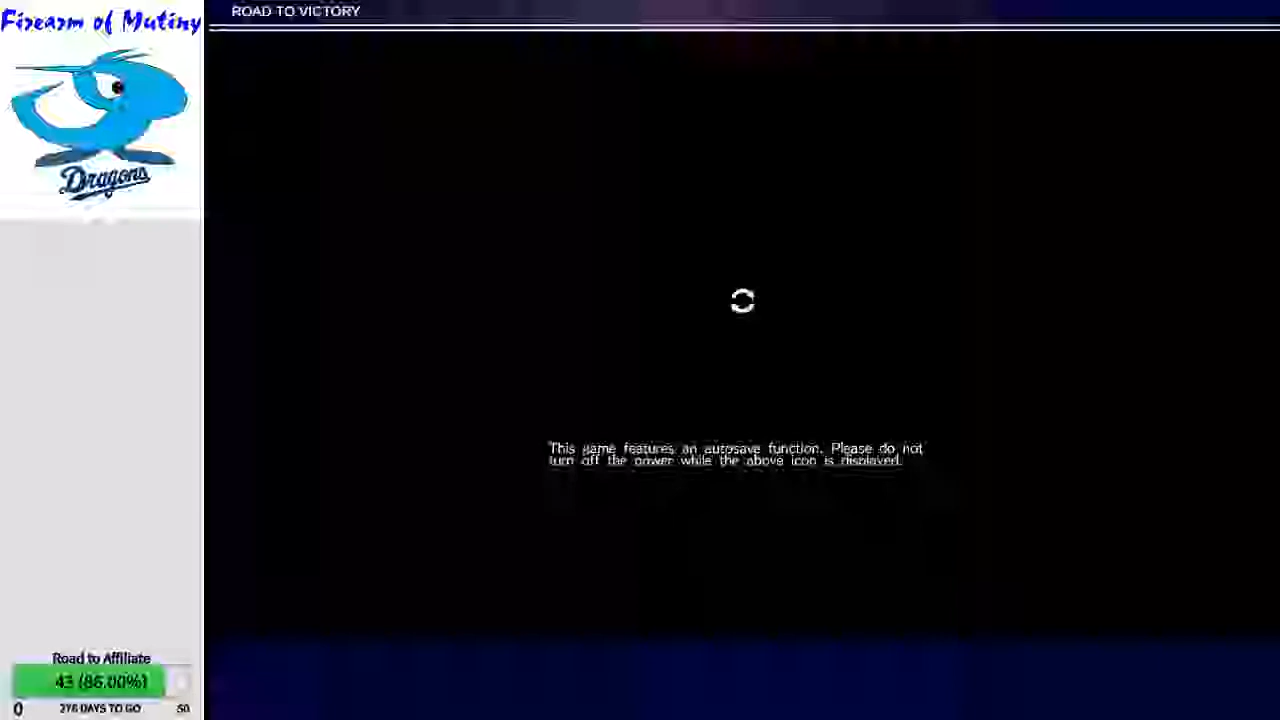 ROAD TO VICTORY
Firearm of Mutiny
Dragons
This game features an autosave function. Please do not
turn off the power while the above icon is displayed.
Road to Affiliate
43 (86.00%)
0 276 DAYS TO GO 50